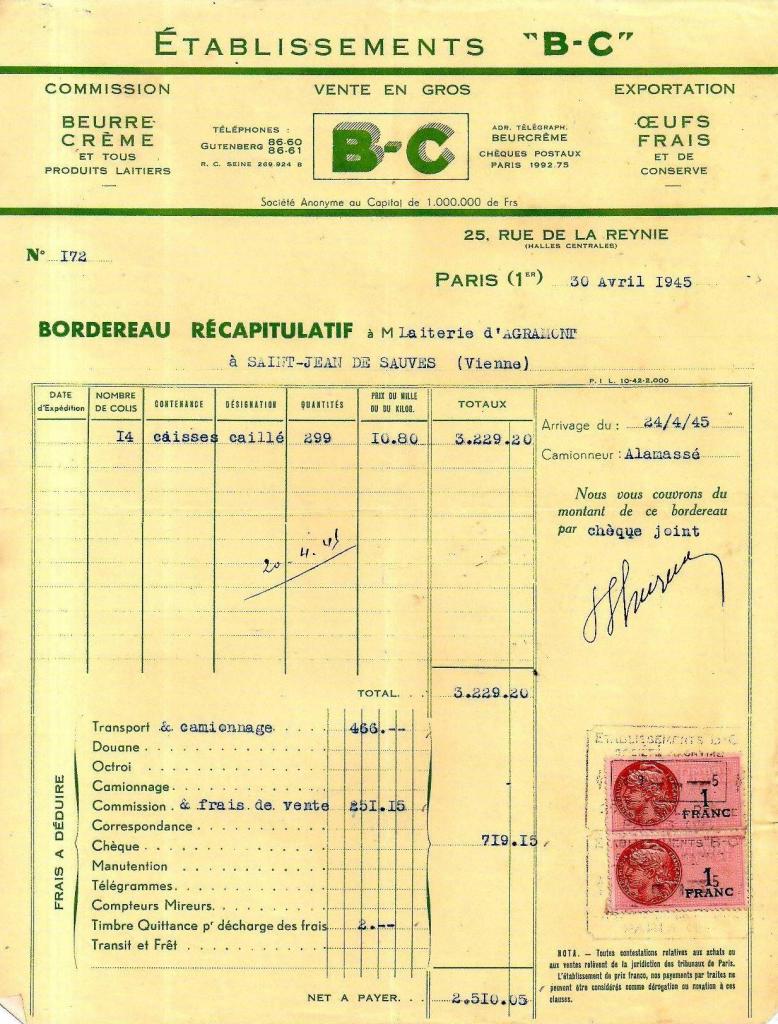 ÉTABLISSEMENTS "B-C"
COMMISSION
VENTE EN GROS
EXPORTATION
BEURRE
CRÈME
ET TOUS
PRODUITS LAITIERS
TÉLÉPHONES :
GUTENBERG 86-60
86-61
R. C. SEINE 269.924 B
B-C
ADR. TÉLÉGRAPH.
BEURCRÈME
CHÈQUES POSTAUX
PARIS 1992.75
ŒUFS
FRAIS
ET DE
CONSERVE
Société Anonyme au Capital de 1.000.000 de Frs
25, RUE DE LA REYNIE
(HALLES CENTRALES)
N° 172
PARIS (1ER) 30 Avril 1945
BORDEREAU RÉCAPITULATIF à M Laiterie d'AGRAMONT
à SAINT-JEAN DE SAUVES (Vienne)
P. I L. 10-42-2.000
DATE d'Expédition NOMBRE DE COLIS CONTENANCE DÉSIGNATION QUANTITÉS PRIX DU MILLE OU DU KILOG. TOTAUX
14 caisses caillé 299 10.80 3.229.20
Arrivage du : 24/4/45
Camionneur : Alamassé
Nous vous couvrons du
montant de ce bordereau
par chèque joint
20.4.45
TOTAL. . . 3.229.20
FRAIS A DÉDUIRE
Transport & camionnage 466.--
Douane
Octroi
Camionnage
Commission & frais de vente 251.15
Correspondance
Chèque 719.15
Manutention
Télégrammes
Compteurs Mireurs
Timbre Quittance pr décharge des frais 2.--
Transit et Frêt
NET A PAYER. . . 2.510.05
ETABLISSEMENTS B-C
1
FRANC
ETABLISSEMENTS "B-C"
1
FRANC
NOTA. — Toutes contestations relatives aux achats ou
aux ventes relèvent de la juridiction des tribunaux de Paris.
L'établissement de prix franco, nos payements par traites ne
peuvent être considérés comme dérogation ou novation à ces
clauses.